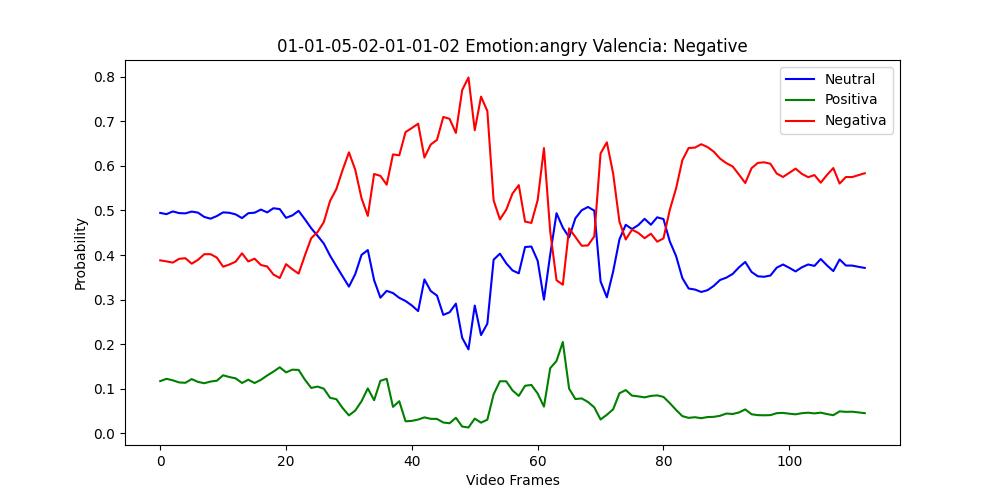 01-01-05-02-01-01-02 Emotion:angry Valencia: Negative
Neutral
Positiva
Negativa
Probability
0.8
0.7
0.6
0.5
0.4
0.3
0.2
0.1
0.0
0 20 40 60 80 100
Video Frames